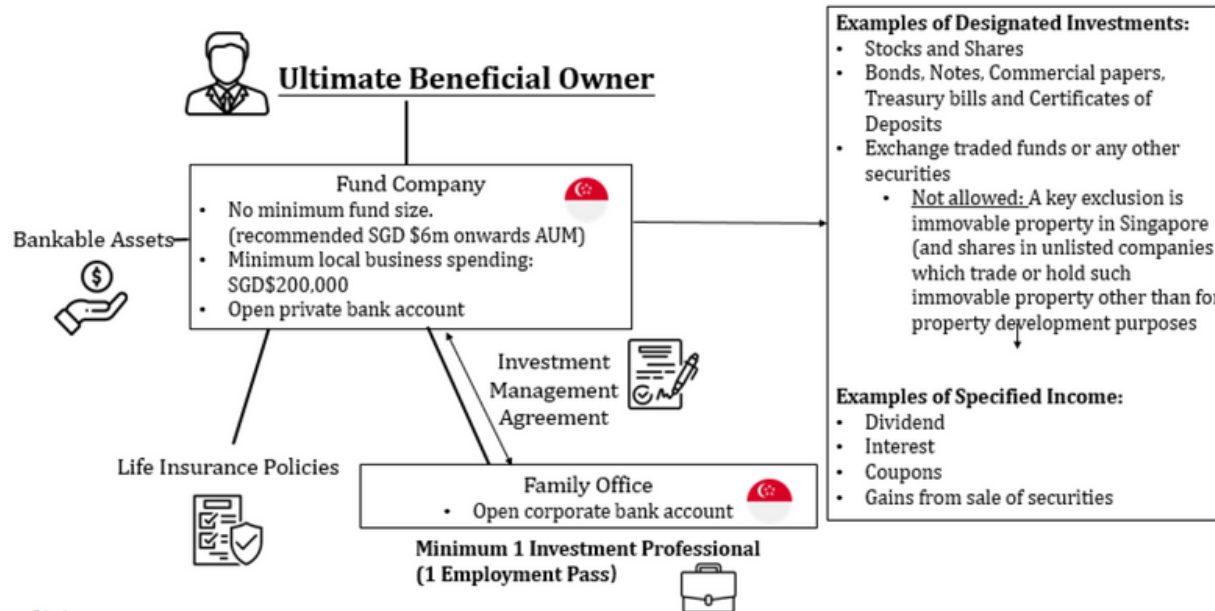 Ultimate Beneficial Owner
Fund Company
• No minimum fund size.
(recommended SGD $6m onwards AUM)
• Minimum local business spending:
SGD$200,000
• Open private bank account
Bankable Assets
$
Investment
Management
Agreement
Life Insurance Policies
Family Office
• Open corporate bank account
Minimum 1 Investment Professional
(1 Employment Pass)
Examples of Designated Investments:
• Stocks and Shares
• Bonds, Notes, Commercial papers,
Treasury bills and Certificates of
Deposits
• Exchange traded funds or any other
securities
• Not allowed: A key exclusion is
immovable property in Singapore
(and shares in unlisted companies
which trade or hold such
immovable property other than for
property development purposes
Examples of Specified Income:
• Dividend
• Interest
• Coupons
• Gains from sale of securities